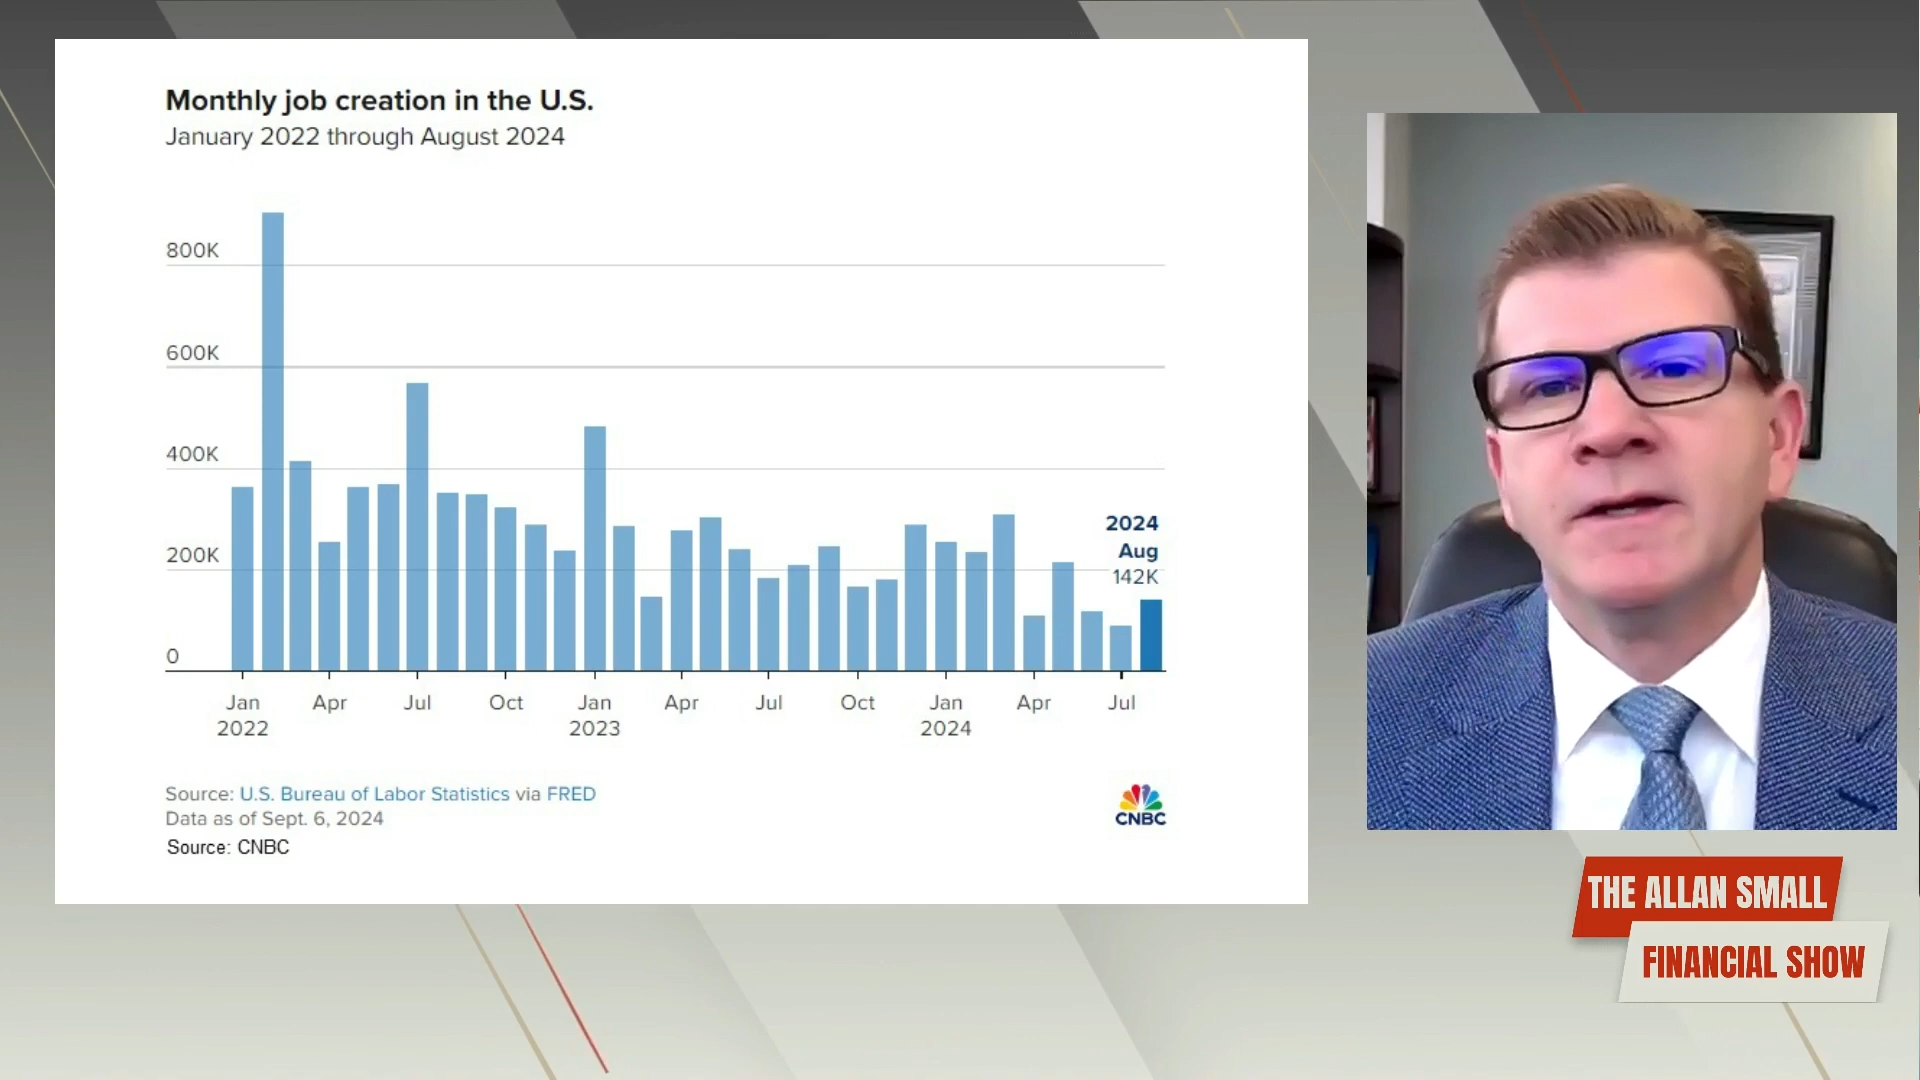 Monthly job creation in the U.S.
January 2022 through August 2024
800K
600K
400K
200K
0
2024
Aug
142K
Jan Apr Jul Oct Jan Apr Jul Oct Jan Apr Jul
2022 2023 2024
Source: U.S. Bureau of Labor Statistics via FRED
Data as of Sept. 6, 2024
Source: CNBC
CNBC
THE ALLAN SMALL
FINANCIAL SHOW